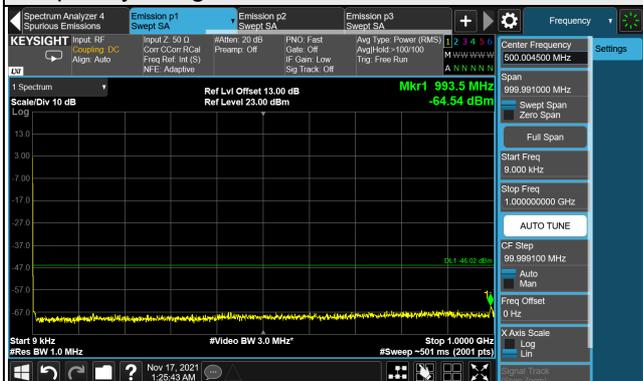 Spectrum Analyzer 4
Spurious Emissions
Emission p1
Swept SA
Emission p2
Swept SA
Emission p3
Swept SA
Frequency
KEYSIGHT
Input: RF
Coupling: DC
Align: Auto
Input Z: 50 Ω
Corr CCorr RCal
Freq Ref: Int (S)
NFE: Adaptive
#Atten: 20 dB
Preamp: Off
PNO: Fast
Gate: Off
IF Gain: Low
Sig Track: Off
Avg Type: Power (RMS)
Avg|Hold:>100/100
Trig: Free Run
1 2 3 4 5 6
M W W W W W
A N N N N N
LXI
1 Spectrum
Scale/Div 10 dB
Ref Lvl Offset 13.00 dB
Ref Level 23.00 dBm
Mkr1 993.5 MHz
-64.54 dBm
Log
13.0
3.00
-7.00
-17.0
-27.0
-37.0
-47.0
-57.0
-67.0
DL1 -46.02 dBm
1
Start 9 kHz
#Res BW 1.0 MHz
#Video BW 3.0 MHz*
Stop 1.0000 GHz
#Sweep ~501 ms (2001 pts)
Center Frequency
500.004500 MHz
Settings
Span
999.991000 MHz
Swept Span
Zero Span
Full Span
Start Freq
9.000 kHz
Stop Freq
1.00000000 GHz
AUTO TUNE
CF Step
99.999100 MHz
Auto
Man
Freq Offset
0 Hz
X Axis Scale
Log
Lin
Signal Track
Nov 17, 2021
1:25:43 AM